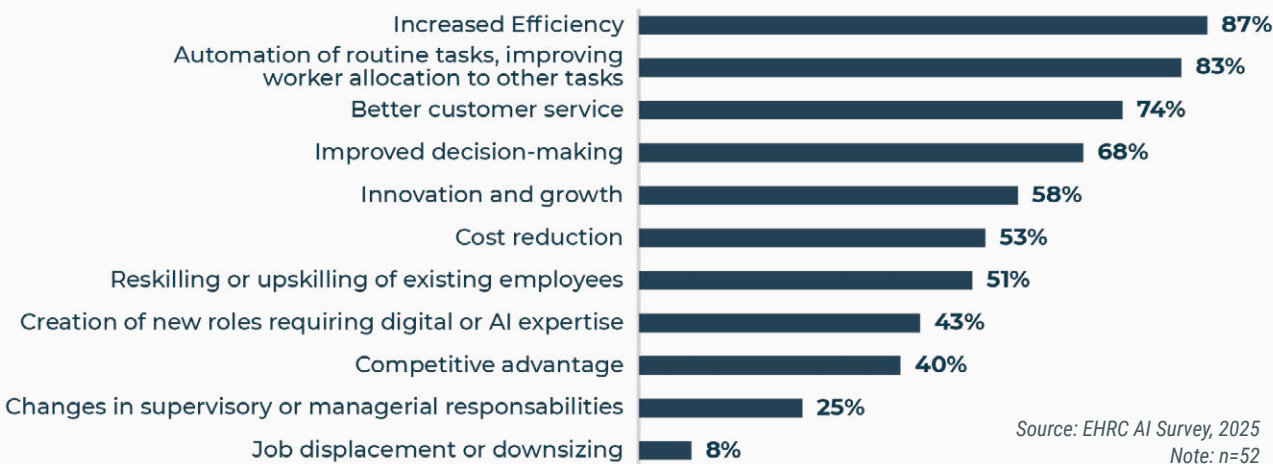 Increased Efficiency 87%
Automation of routine tasks, improving
worker allocation to other tasks 83%
Better customer service 74%
Improved decision-making 68%
Innovation and growth 58%
Cost reduction 53%
Reskilling or upskilling of existing employees 51%
Creation of new roles requiring digital or AI expertise 43%
Competitive advantage 40%
Changes in supervisory or managerial responsabilities 25%
Job displacement or downsizing 8%
Source: EHRC AI Survey, 2025
Note: n=52